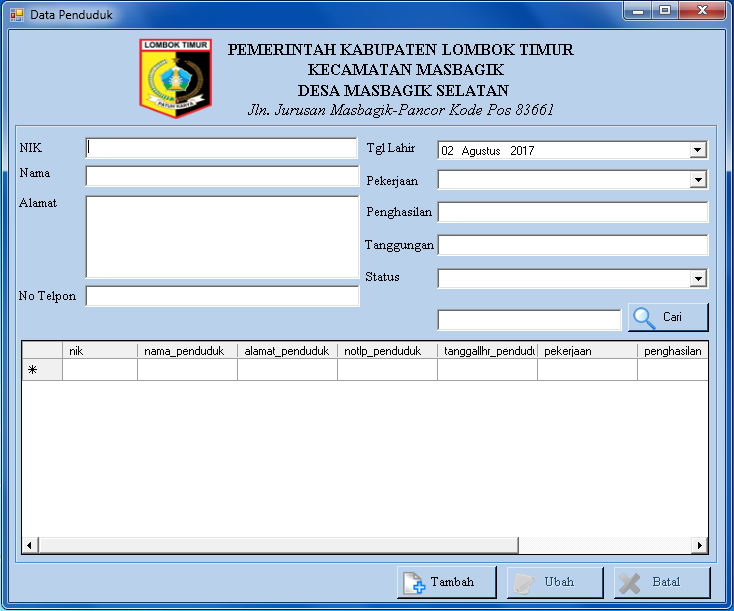 Data Penduduk
LOMBOK TIMUR
PATUH KARYA
PEMERINTAH KABUPATEN LOMBOK TIMUR
KECAMATAN MASBAGIK
DESA MASBAGIK SELATAN
Jln. Jurusan Masbagik-Pancor Kode Pos 83661
NIK
Nama
Alamat
No Telpon
Tgl Lahir 02 Agustus 2017
Pekerjaan
Penghasilan
Tanggungan
Status
Cari
nik nama_penduduk alamat_penduduk notlp_penduduk tanggallhr_pendudu pekerjaan penghasilan
Tambah Ubah Batal